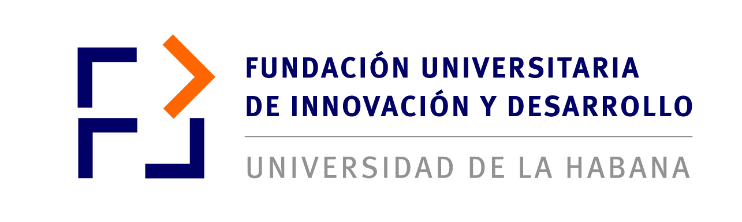 FUNDACIÓN UNIVERSITARIA
DE INNOVACIÓN Y DESARROLLO
UNIVERSIDAD DE LA HABANA